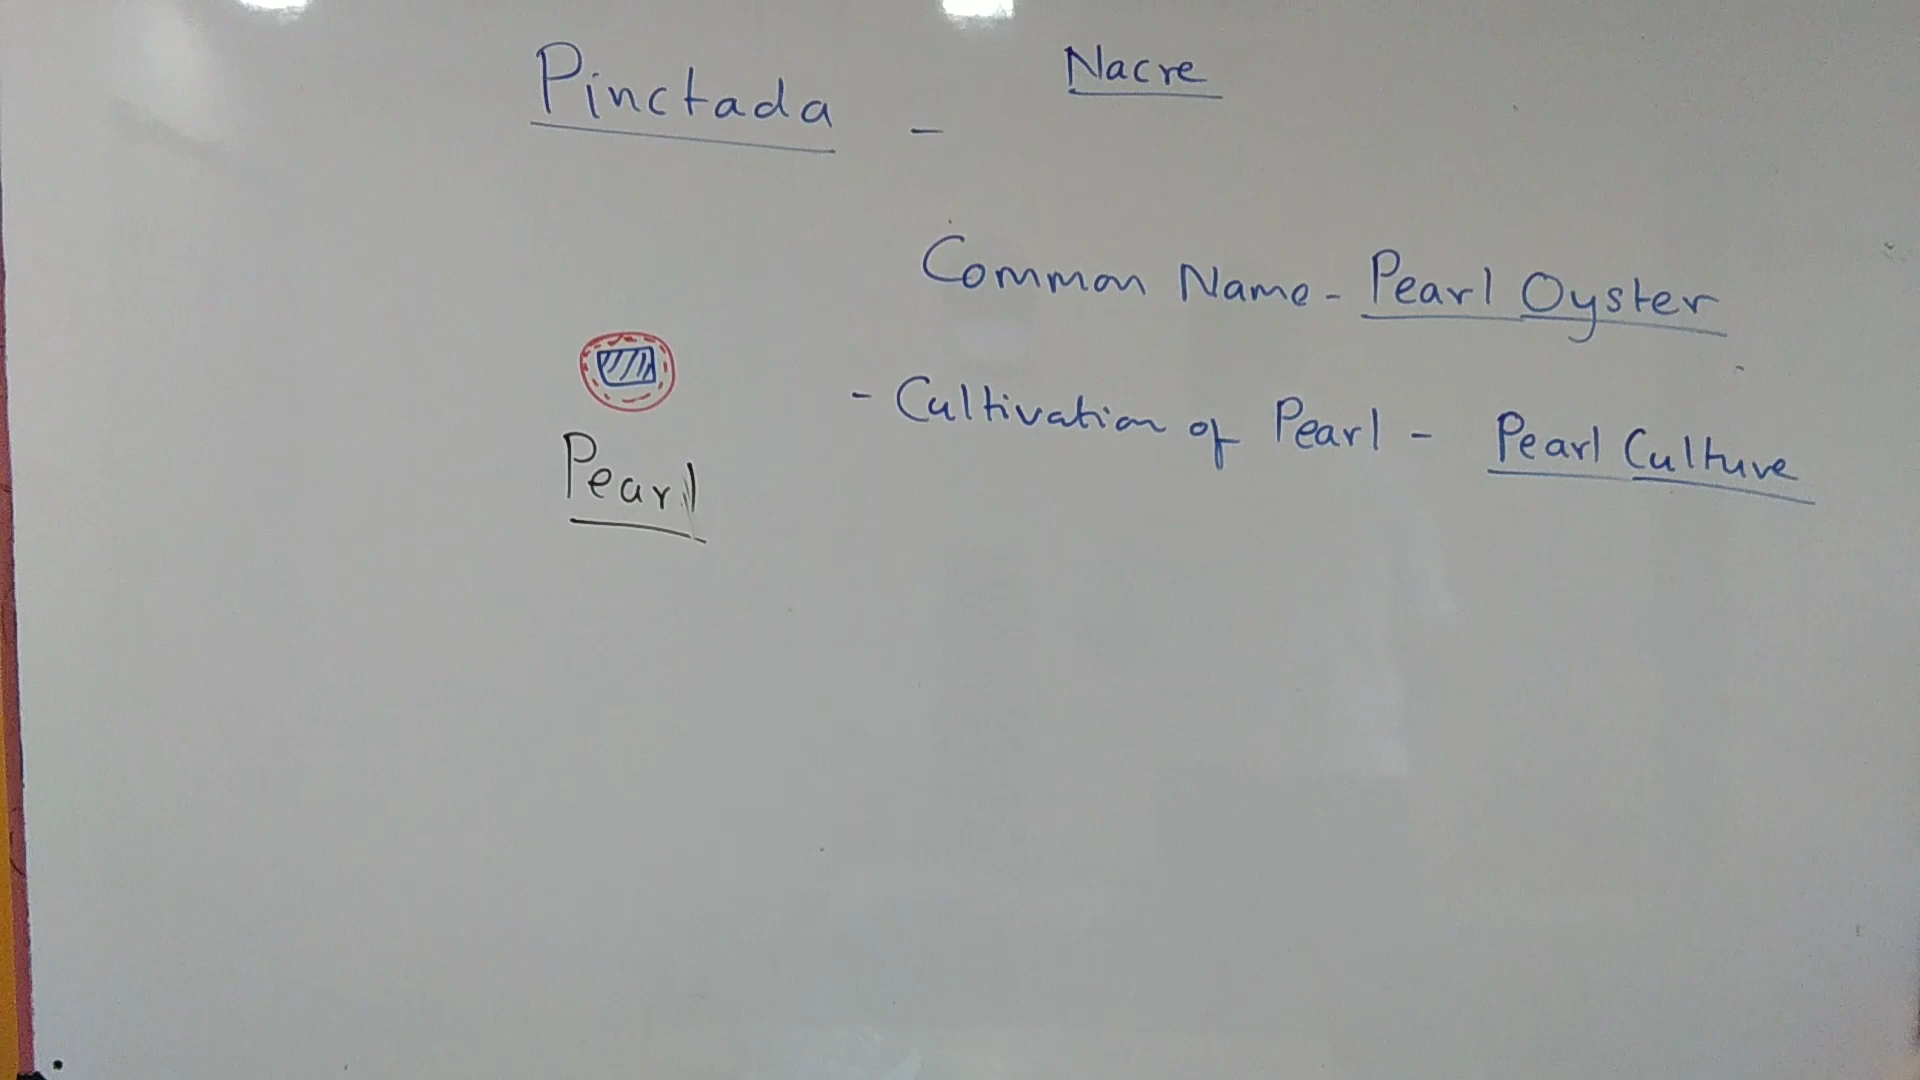 Pinctada - Nacre
Common Name - Pearl Oyster
- Cultivation of Pearl - Pearl Culture
Pearl